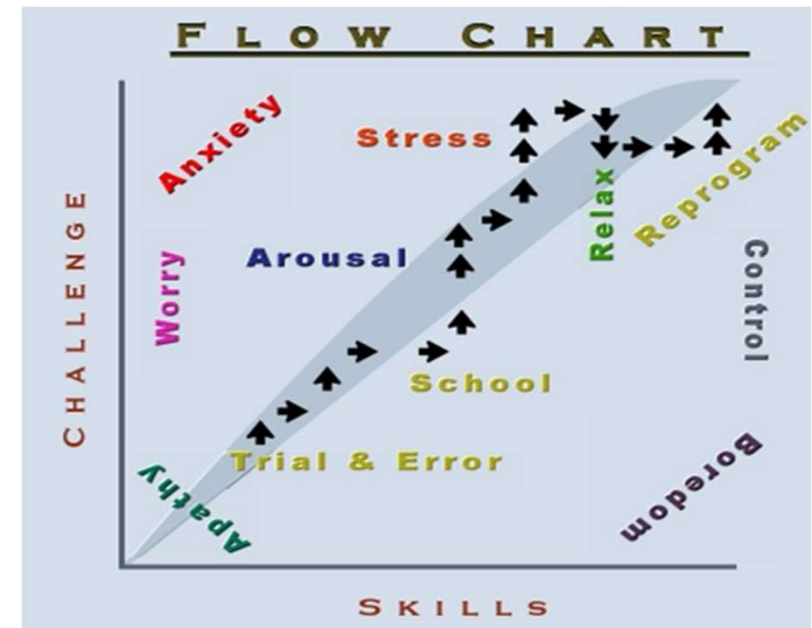 FLOW CHART
Anxiety
Stress
Relax
Reprogram
CHALLENGE
Worry
Arousal
Control
School
Trial & Error
Apathy
Boredom
SKILLS